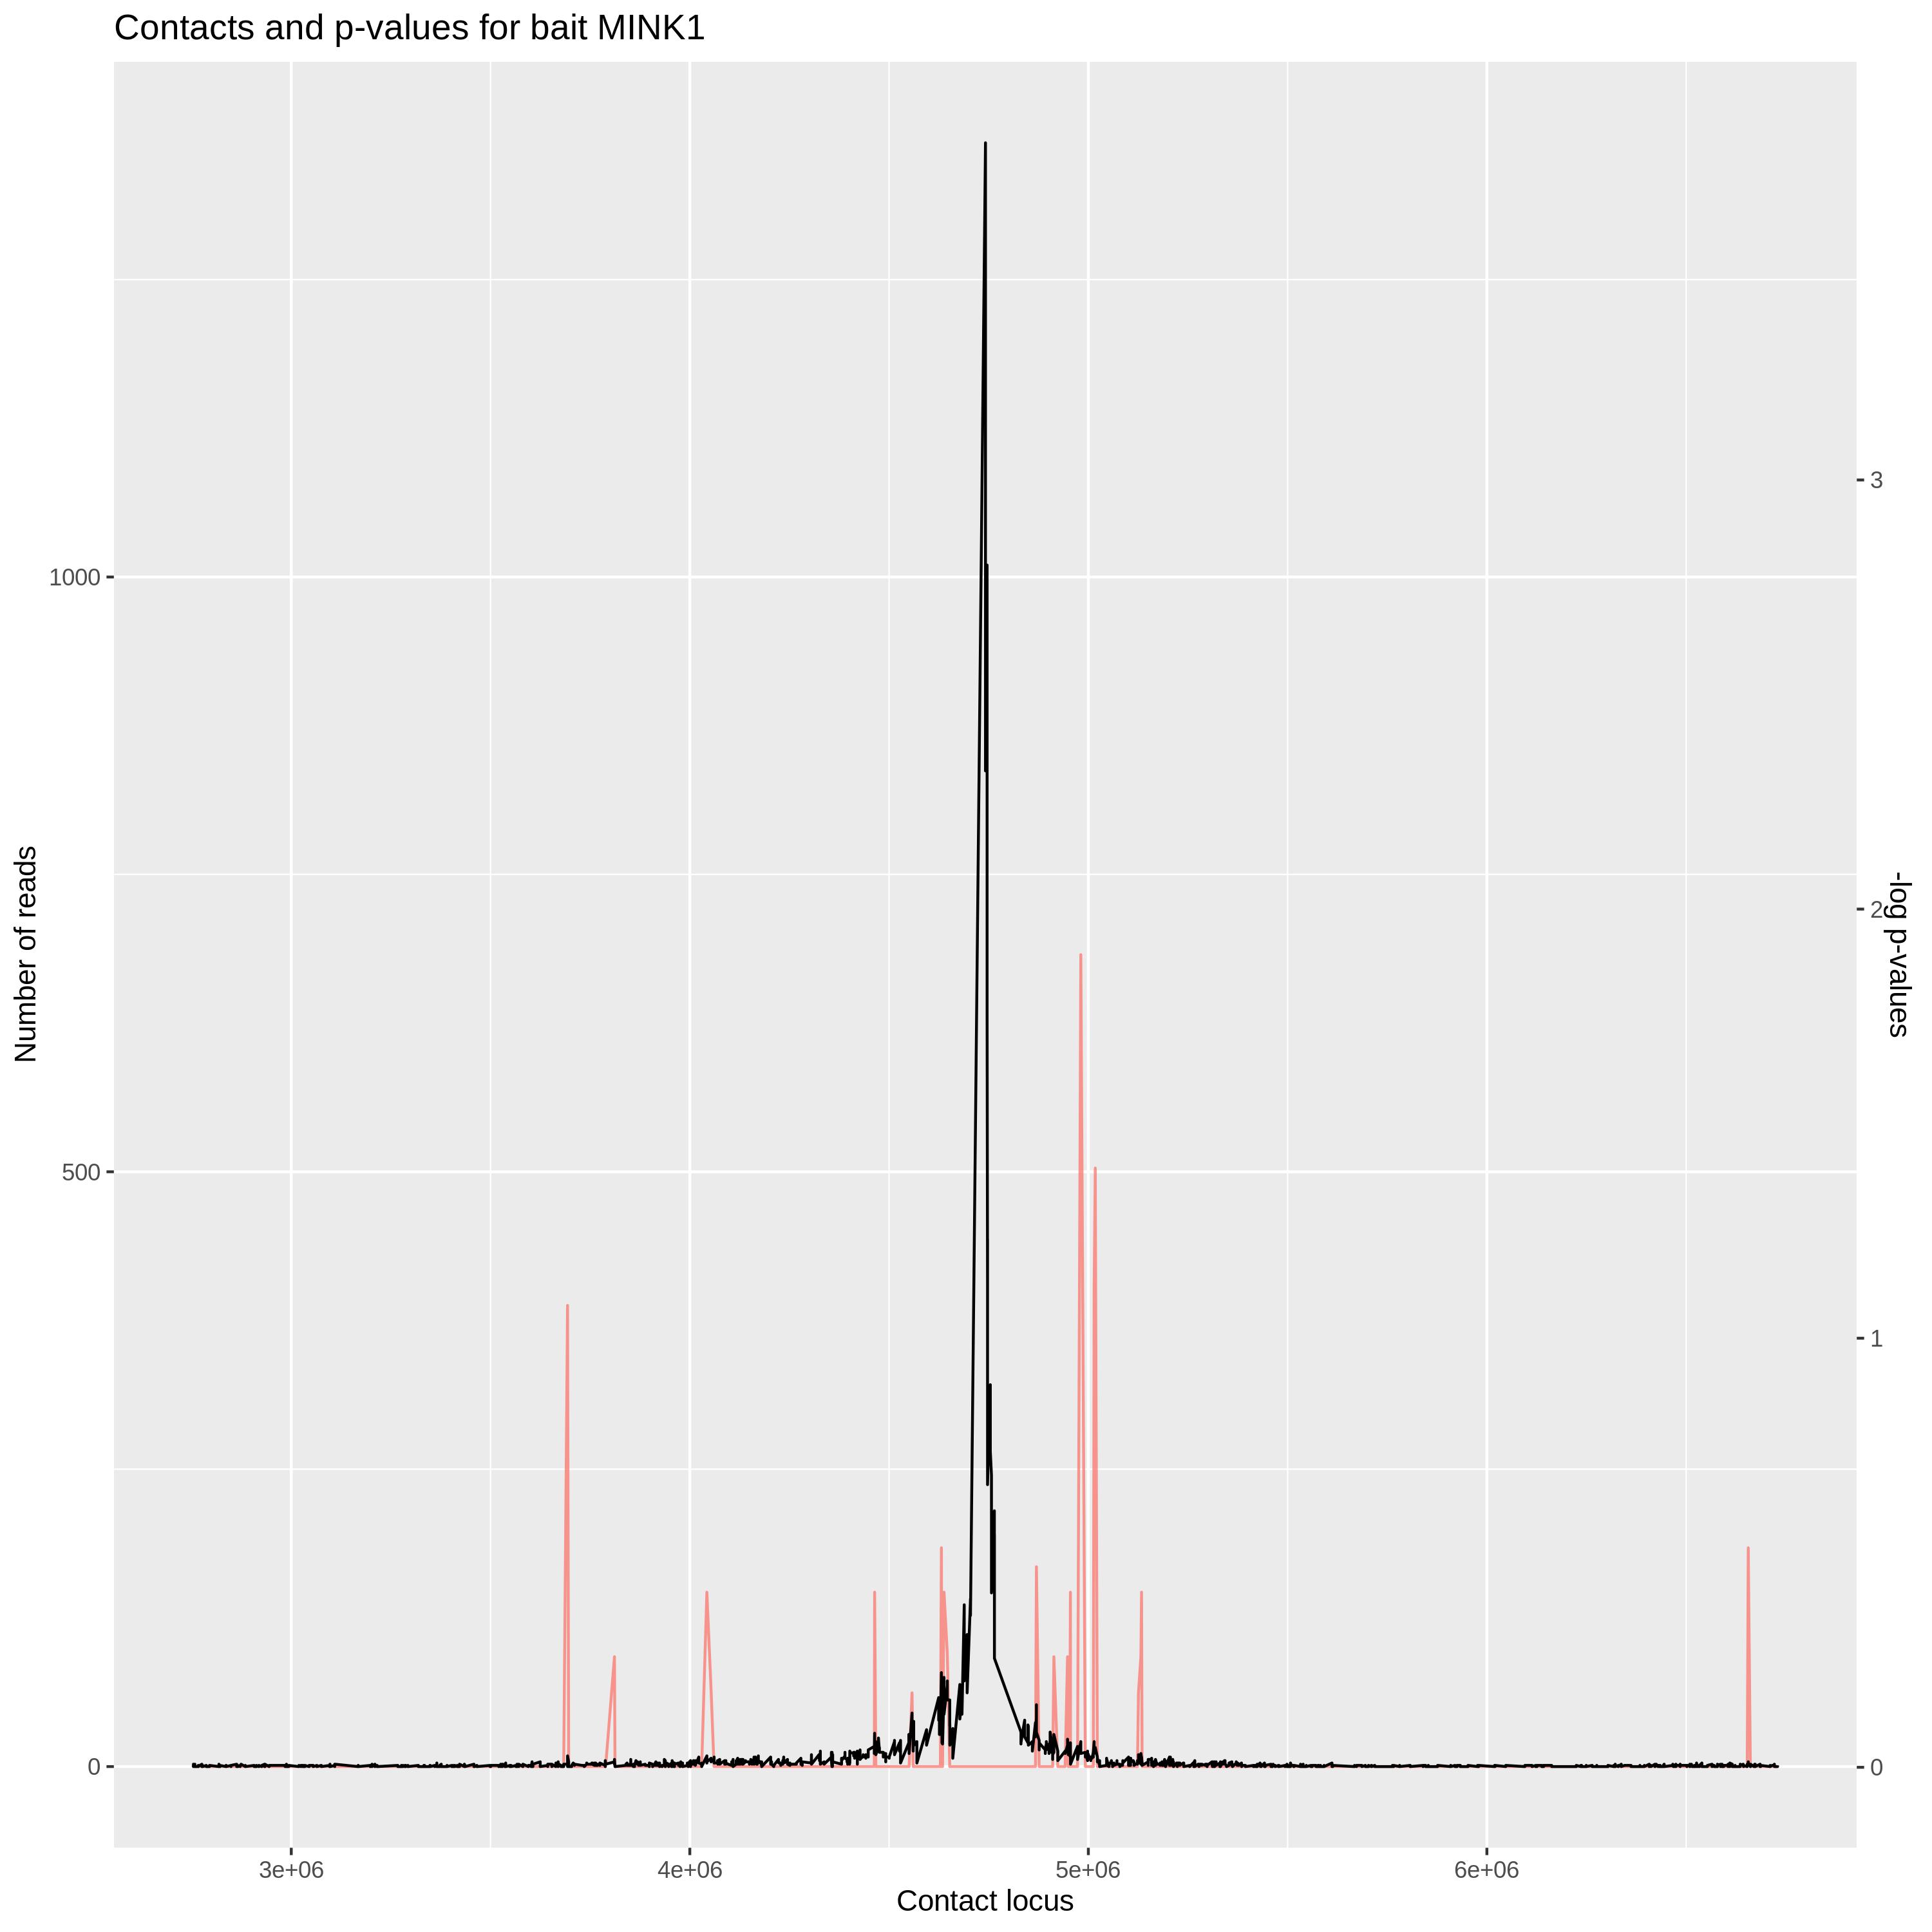 Contacts and p-values for bait MINK1
Number of reads
1000
500
0
3
2
1
0
-log p-values
3e+06
4e+06
5e+06
6e+06
Contact locus